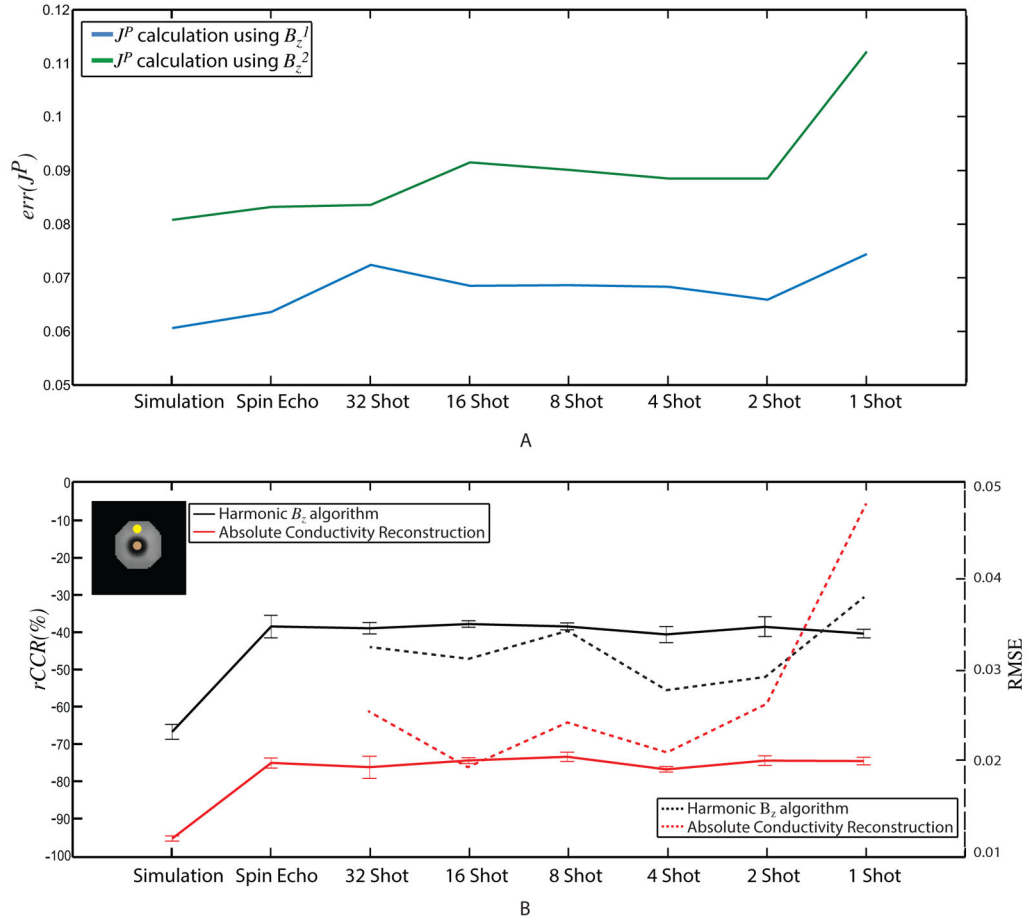 0.12
0.11
0.1
0.09
0.08
0.07
0.06
0.05
err(J^P)
J^P calculation using B_z^1
J^P calculation using B_z^2
Simulation Spin Echo 32 Shot 16 Shot 8 Shot 4 Shot 2 Shot 1 Shot
A
0
-10
-20
-30
-40
-50
-60
-70
-80
-90
-100
rCCR(%)
Harmonic B_z algorithm
Absolute Conductivity Reconstruction
0.05
0.04
0.03
0.02
0.01
RMSE
Harmonic B_z algorithm
Absolute Conductivity Reconstruction
Simulation Spin Echo 32 Shot 16 Shot 8 Shot 4 Shot 2 Shot 1 Shot
B